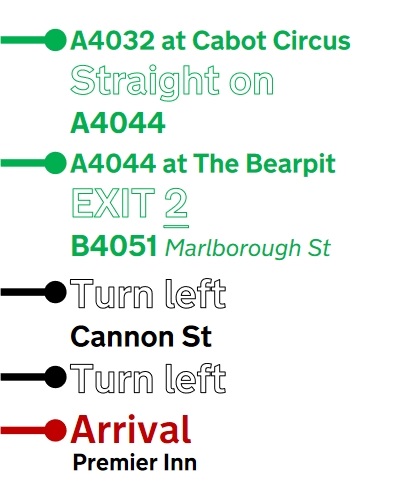 A4032 at Cabot Circus
Straight on
A4044
A4044 at The Bearpit
EXIT 2
B4051 Marlborough St
Turn left
Cannon St
Turn left
Arrival
Premier Inn